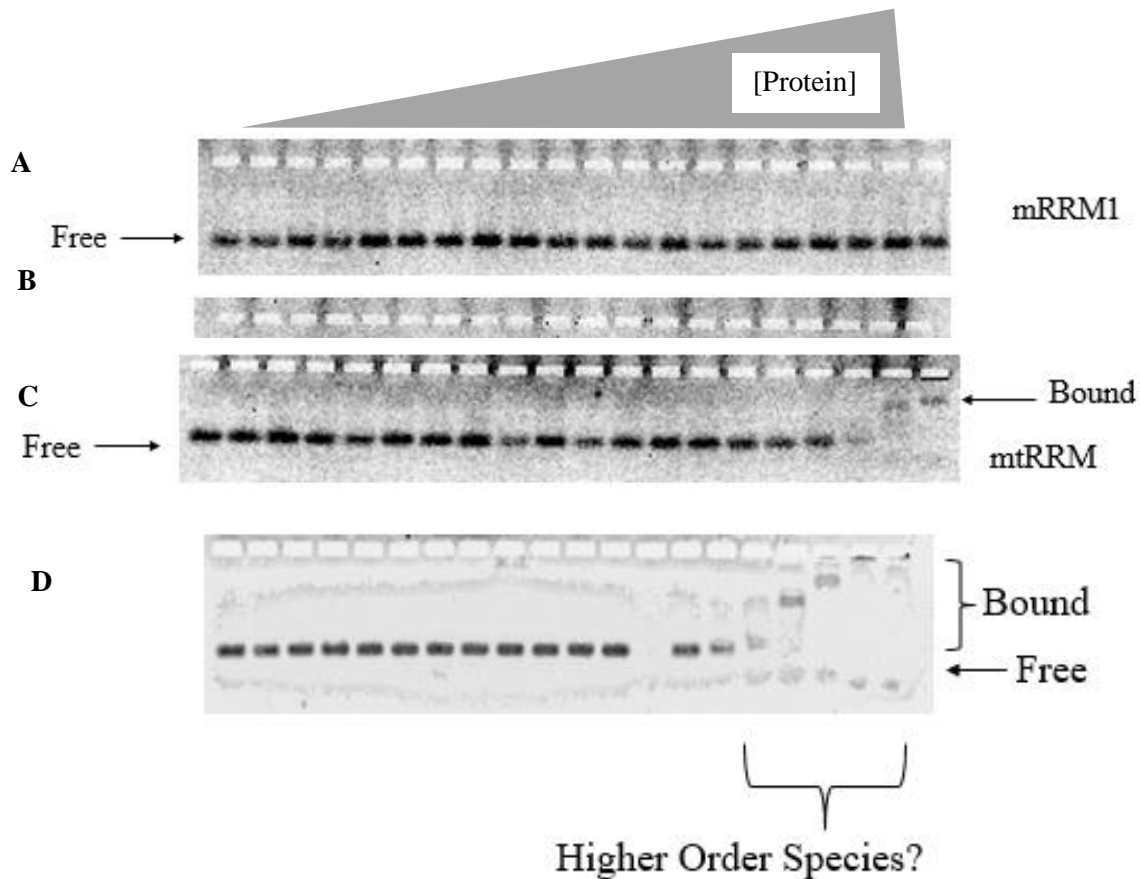 [Protein]
A
mRRM1
Free
B
C
Bound
Free
mtRRM
D
Bound
Free
Higher Order Species?